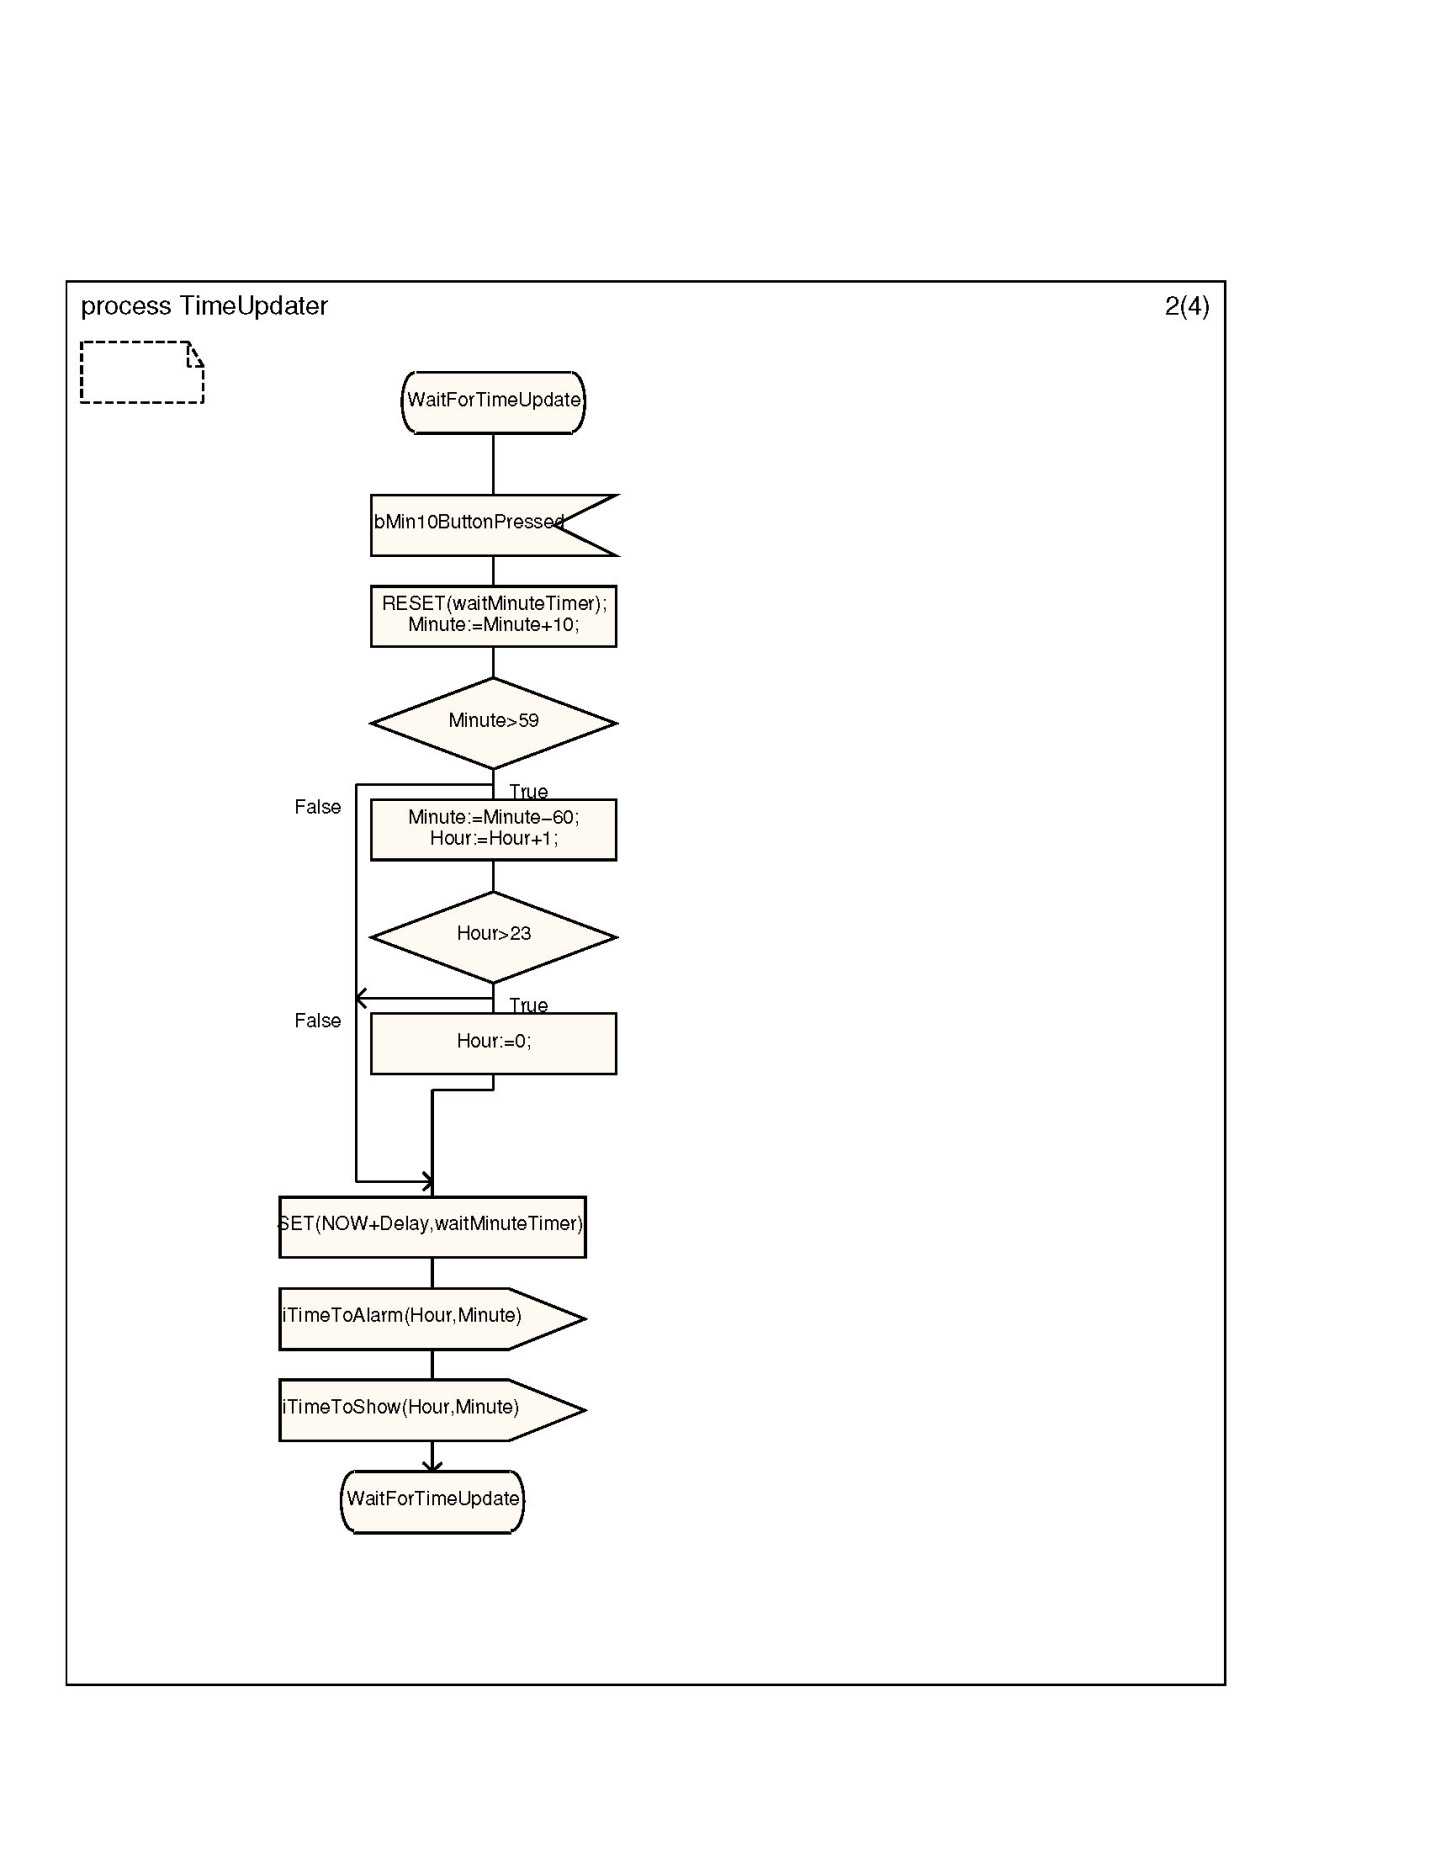 process TimeUpdater
2(4)
WaitForTimeUpdate
bMin10ButtonPressed
RESET(waitMinuteTimer);
Minute:=Minute+10;
Minute>59
True
False
Minute:=Minute−60;
Hour:=Hour+1;
Hour>23
True
False
Hour:=0;
SET(NOW+Delay,waitMinuteTimer)
iTimeToAlarm(Hour,Minute)
iTimeToShow(Hour,Minute)
WaitForTimeUpdate